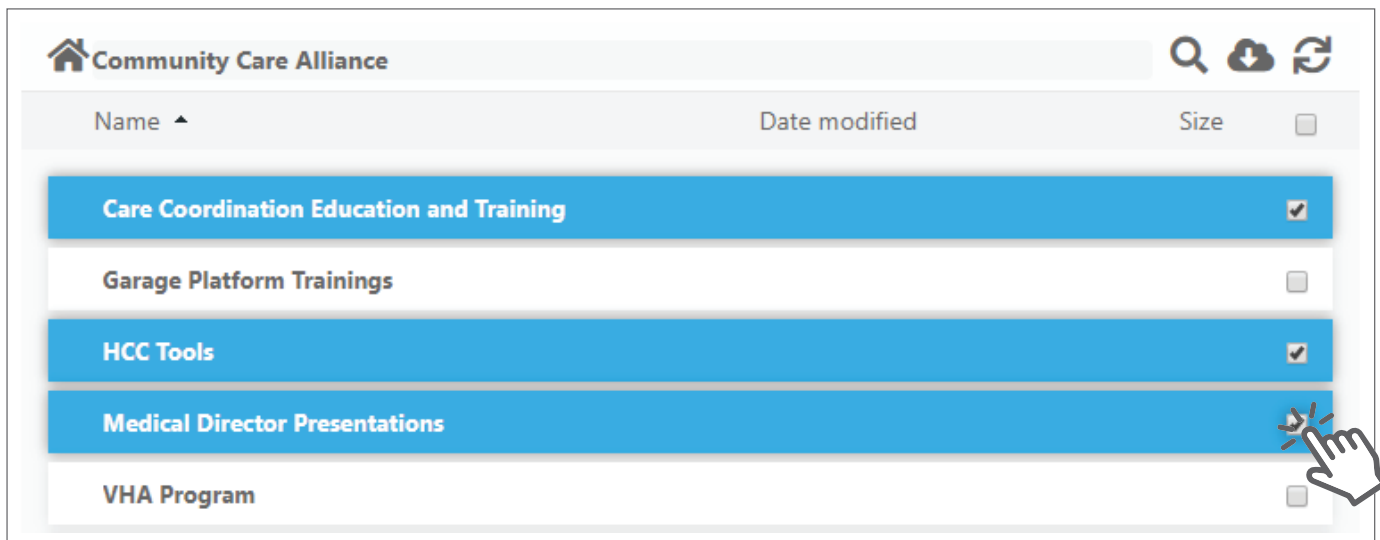 Community Care Alliance
Name Date modified Size
Care Coordination Education and Training
Garage Platform Trainings
HCC Tools
Medical Director Presentations
VHA Program